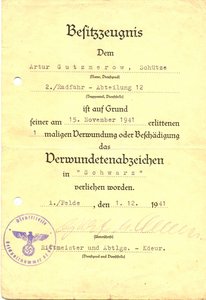 Besitzzeugnis
Dem
Artur Gutzmerow, Schütze
(Name, Dienstgrad)
2./Radfahr - Abteilung 12
(Truppenteil, Dienststelle)
ist auf Grund
seiner am 15. November 1941 erlittenen
1 maligen Verwundung oder Beschädigung
das
Verwundetenabzeichen
in "Schwarz"
verliehen worden.
i./Felde, den 1. 12. 1941
(Unterschrift)
Rittmeister und Abtlgs. - Kdeur.
(Dienstgrad und Dienststelle)